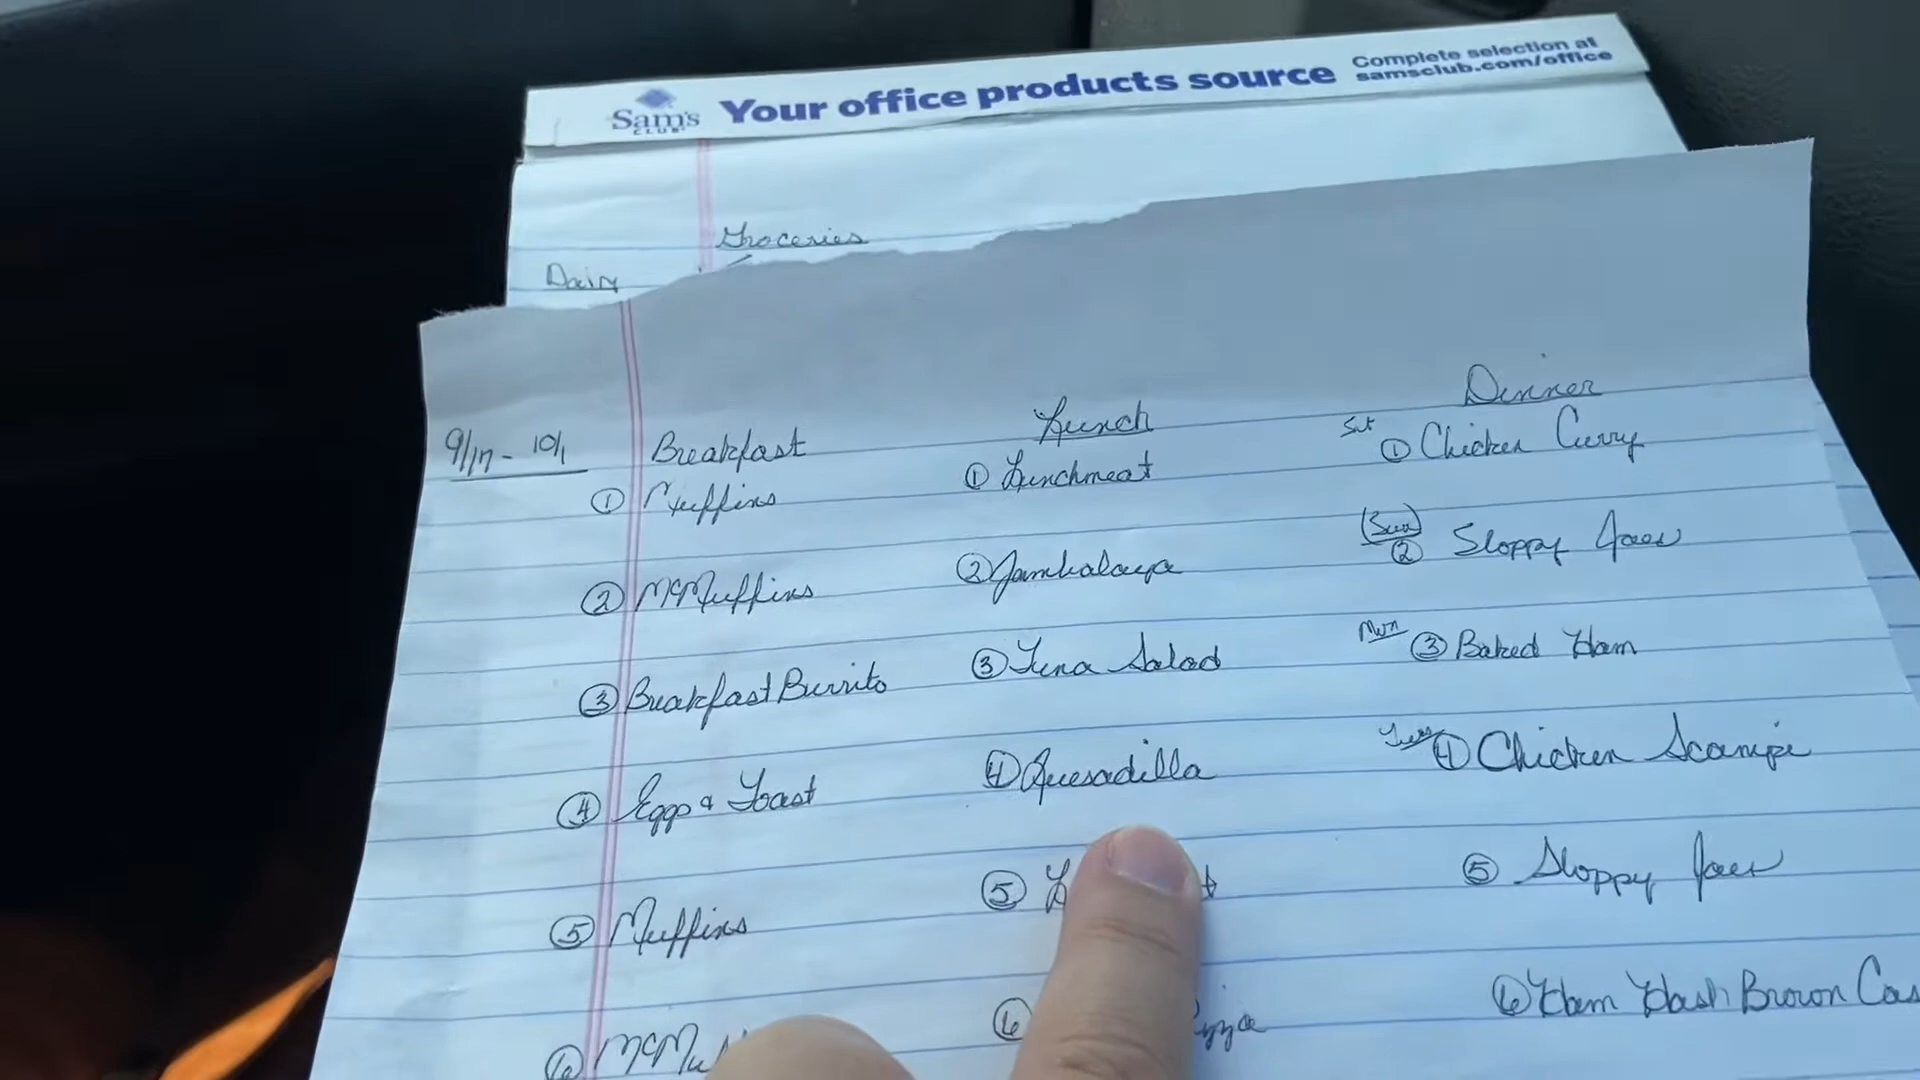 Sam's CLUB Your office products source Complete selection at
samsclub.com/office
Groceries
Dairy
9/17 - 10/1 Breakfast Lunch Dinner
① Muffins ① Lunchmeat Sat ① Chicken Curry
② McMuffins ② Jambalaya (Sun) ② Sloppy Joes
③ Breakfast Burrito ③ Tuna Salad Mon ③ Baked Ham
④ Eggs & Toast ④ Quesadilla Tues ④ Chicken Scampi
⑤ Muffins ⑤ ⑤ Sloppy Joes
⑥ ⑥ ⑥ Ham Hash Brown Cas